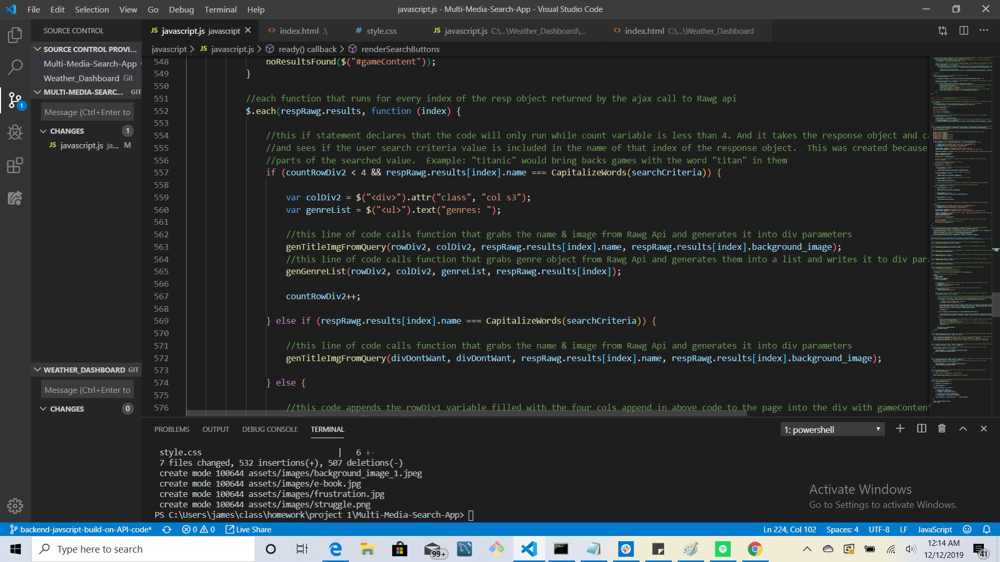 File Edit Selection View Go Debug Terminal Help
javascript.js - Multi-Media-Search-App - Visual Studio Code
SOURCE CONTROL
JS javascript.js javascript
<> index.html .\
# style.css
JS javascript.js C:\...\Weather_Dashboard\...
<> index.html C:\...\Weather_Dashboard
javascript > JS javascript.js > ready() callback > renderSearchButtons
SOURCE CONTROL PROVI...
Multi-Media-Search-App
Weather_Dashboard Git
MULTI-MEDIA-SEARC... GIT
Message (Ctrl+Enter to
CHANGES 1
JS javascript.js ja... M
WEATHER_DASHBOARD GIT
Message (Ctrl+Enter to
CHANGES 0
1
548 noResultsFound($("#gameContent"));
549 }
550
551 //each function that runs for every index of the resp object returned by the ajax call to Rawg api
552 $.each(respRawg.results, function (index) {
553
554 //this if statement declares that the code will only run while count variable is less than 4. And it takes the response object and ca
555 //and sees if the user search criteria value is included in the name of that index of the response object.  This was created because
556 //parts of the searched value.  Example: "titanic" would bring backs games with the word "titan" in them
557 if (countRowDiv2 < 4 && respRawg.results[index].name === CapitalizeWords(searchCriteria)) {
558
559 var colDiv2 = $("<div>").attr("class", "col s3");
560 var genreList = $("<ul>").text("genres: ");
561
562 //this line of code calls function that grabs the name & image from Rawg Api and generates it into div parameters
563 genTitleImgFromQuery(rowDiv2, colDiv2, respRawg.results[index].name, respRawg.results[index].background_image);
564 //this line of code calls function that grabs genre object from Rawg Api and generates them into a list and writes it to div par
565 genGenreList(rowDiv2, colDiv2, genreList, respRawg.results[index]);
566
567 countRowDiv2++;
568
569 } else if (respRawg.results[index].name === CapitalizeWords(searchCriteria)) {
570
571 //this line of code calls function that grabs the name & image from Rawg Api and generates it into div parameters
572 genTitleImgFromQuery(divDontWant, divDontWant, respRawg.results[index].name, respRawg.results[index].background_image);
573
574 } else {
575
576 //this code appends the rowDiv1 variable filled with the four cols append in above code to the page into the div with gameContent
PROBLEMS OUTPUT DEBUG CONSOLE TERMINAL
1: powershell
style.css | 6 +-
7 files changed, 532 insertions(+), 507 deletions(-)
create mode 100644 assets/images/background_image_1.jpeg
create mode 100644 assets/images/e-book.jpg
create mode 100644 assets/images/frustration.jpg
create mode 100644 assets/images/struggle.png
PS C:\Users\james\class\homework\project 1\Multi-Media-Search-App>
Activate Windows
Go to Settings to activate Windows.
backend-javscript-build-on-API-code* 0 0 Live Share
Ln 224, Col 102 Spaces: 4 UTF-8 LF JavaScript
Type here to search
99+
12:14 AM
12/12/2019
41